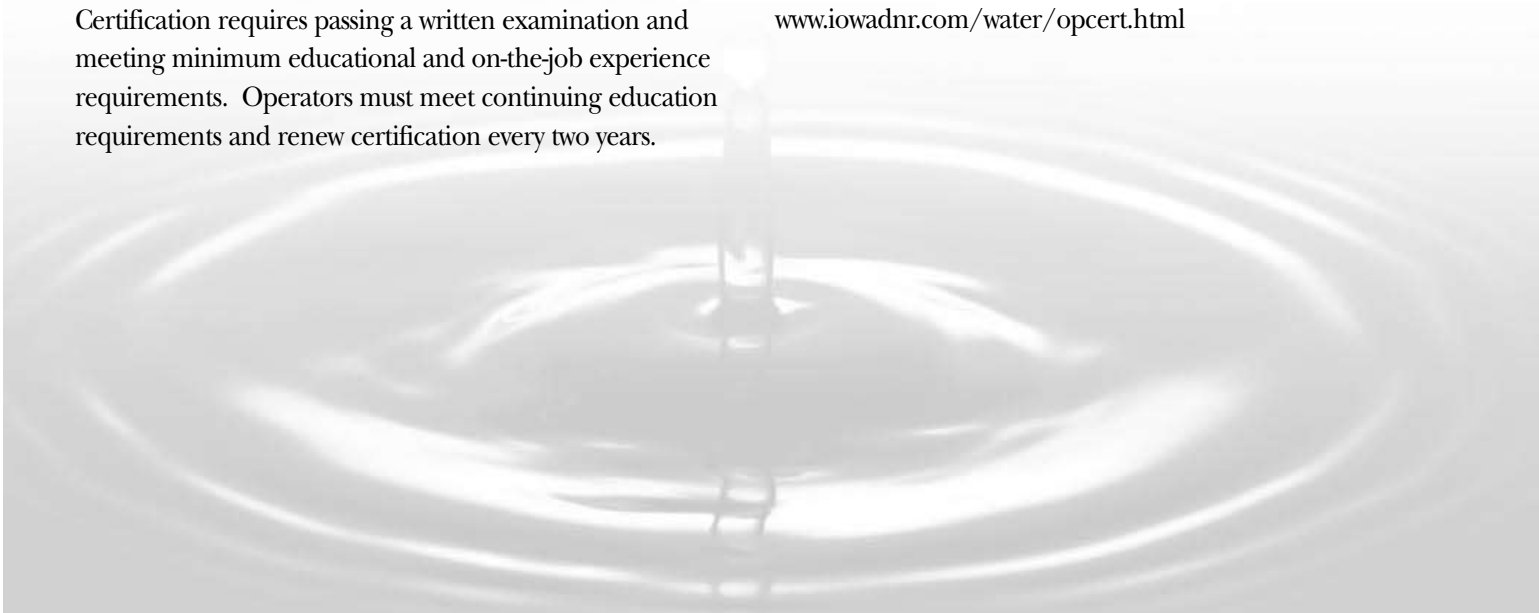 Certification requires passing a written examination and
meeting minimum educational and on-the-job experience
requirements.  Operators must meet continuing education
requirements and renew certification every two years.
www.iowadnr.com/water/opcert.html